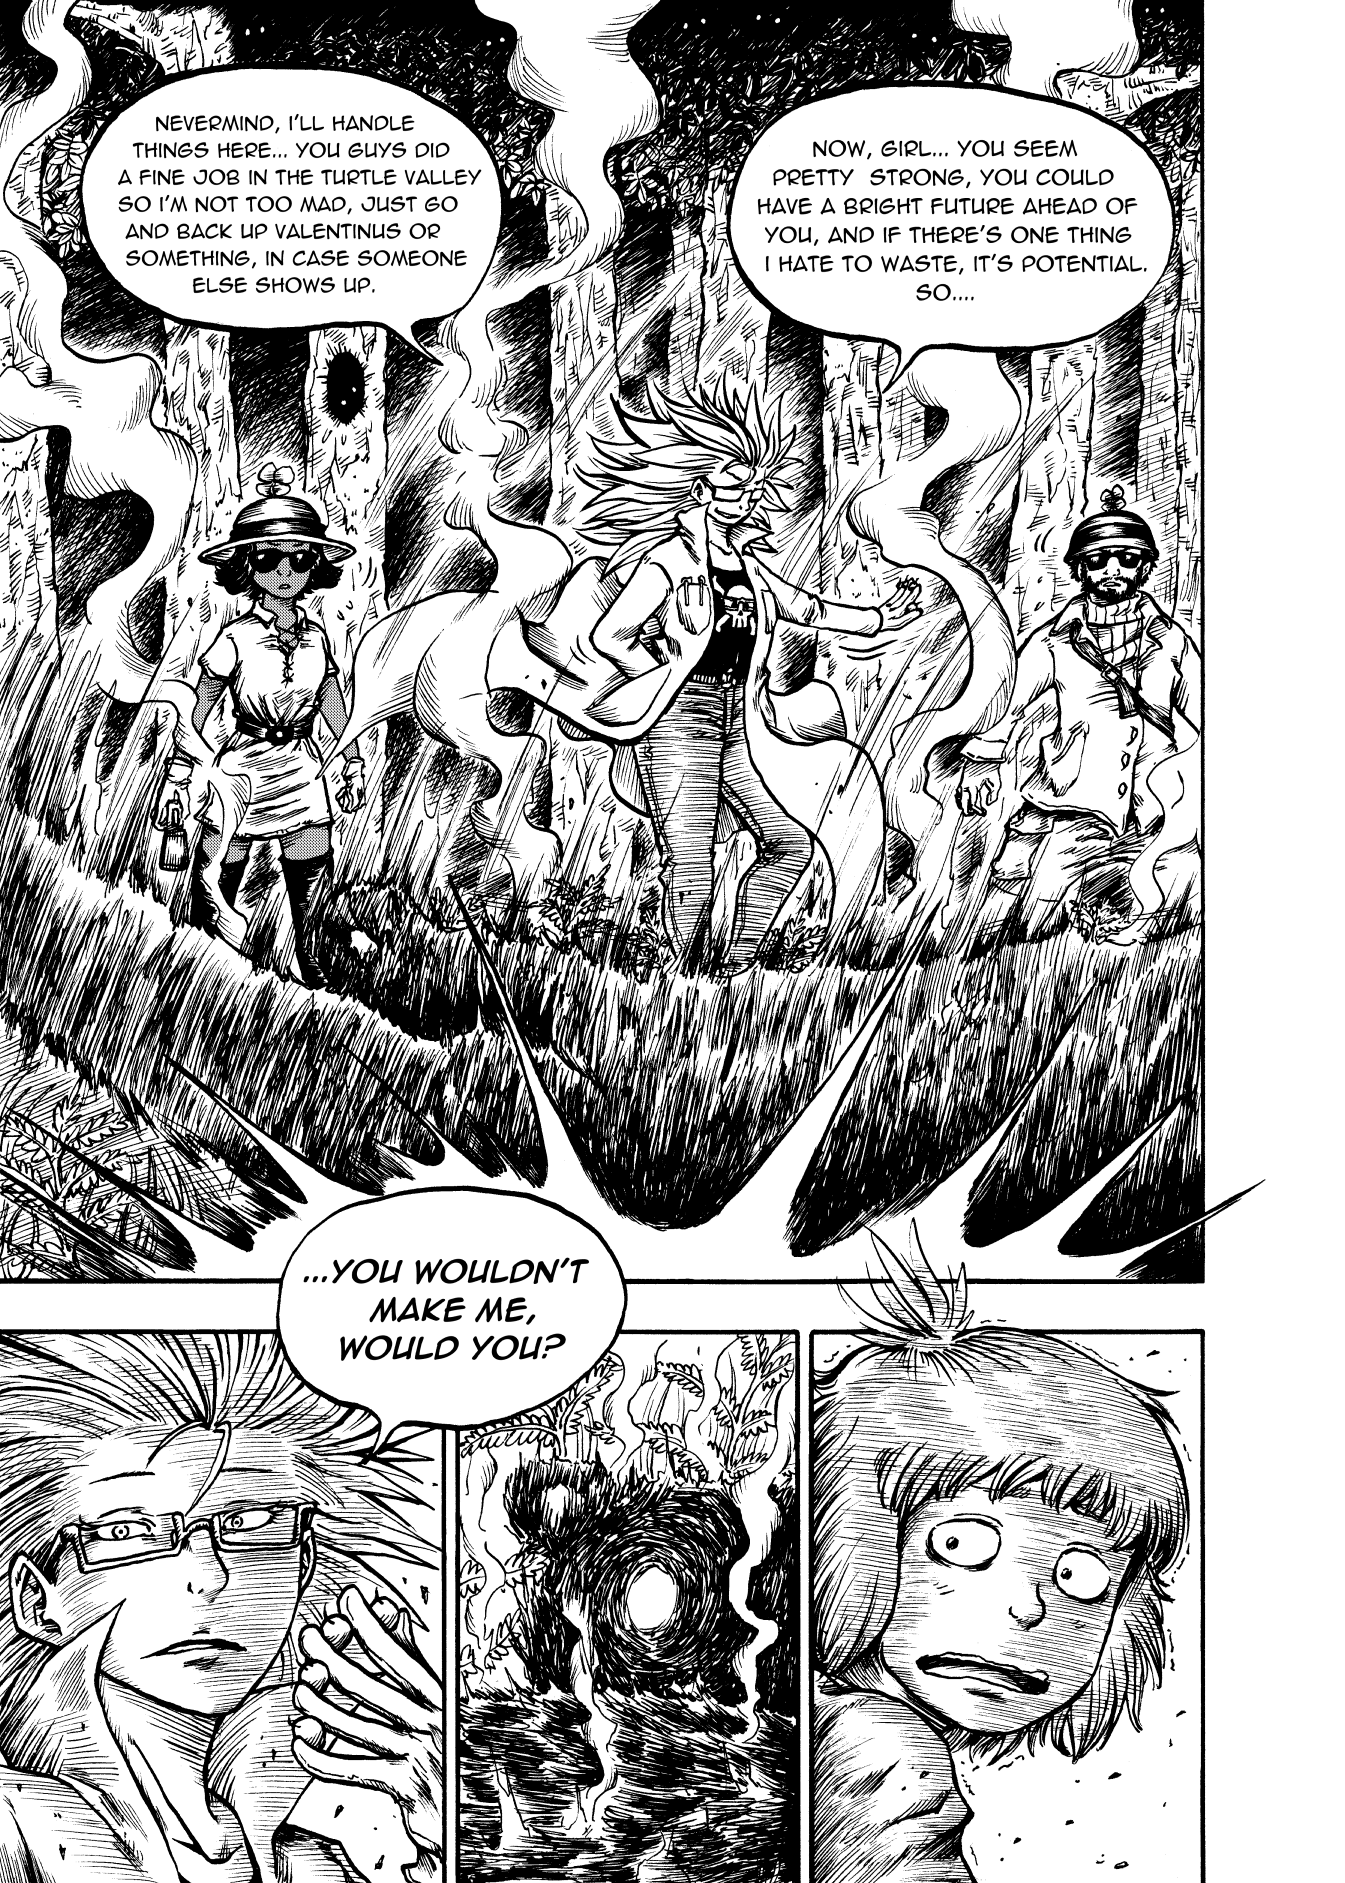 NEVERMIND, I'LL HANDLE
THINGS HERE... YOU GUYS DID
A FINE JOB IN THE TURTLE VALLEY
SO I'M NOT TOO MAD, JUST GO
AND BACK UP VALENTINUS OR
SOMETHING, IN CASE SOMEONE
ELSE SHOWS UP.
NOW, GIRL... YOU SEEM
PRETTY STRONG, YOU COULD
HAVE A BRIGHT FUTURE AHEAD OF
YOU, AND IF THERE'S ONE THING
I HATE TO WASTE, IT'S POTENTIAL.
SO....
...YOU WOULDN'T
MAKE ME,
WOULD YOU?